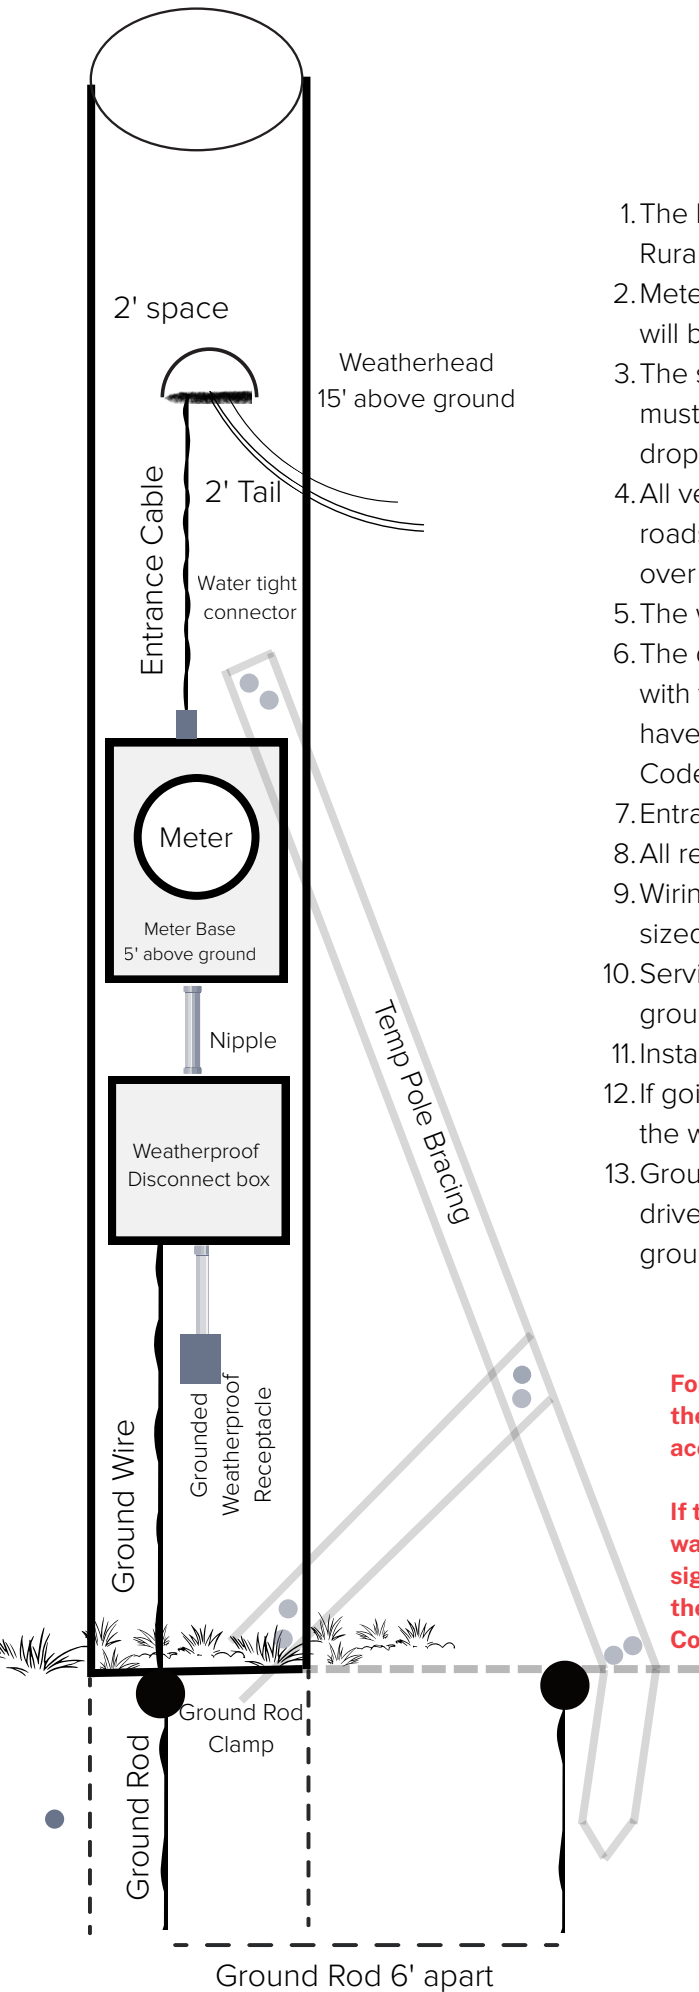 2' space
Weatherhead
15' above ground
2' Tail
Entrance Cable
Water tight
connector
Meter
Meter Base
5' above ground
Nipple
Temp Pole Bracing
Weatherproof
Disconnect box
Grounded
Weatherproof
Receptacle
Ground Wire
Ground Rod
Clamp
Ground Rod
Ground Rod 6' apart
1. The
Rura
2. Mete
will b
3. The s
must
drop
4. All ve
roads
over
5. The
6. The
with
have
Code
7. Entra
8. All re
9. Wirin
sized
10. Servi
grou
11. Insta
12. If goi
the w
13. Grou
drive
grou
Fo
the
acc
If t
wa
sig
the
Co